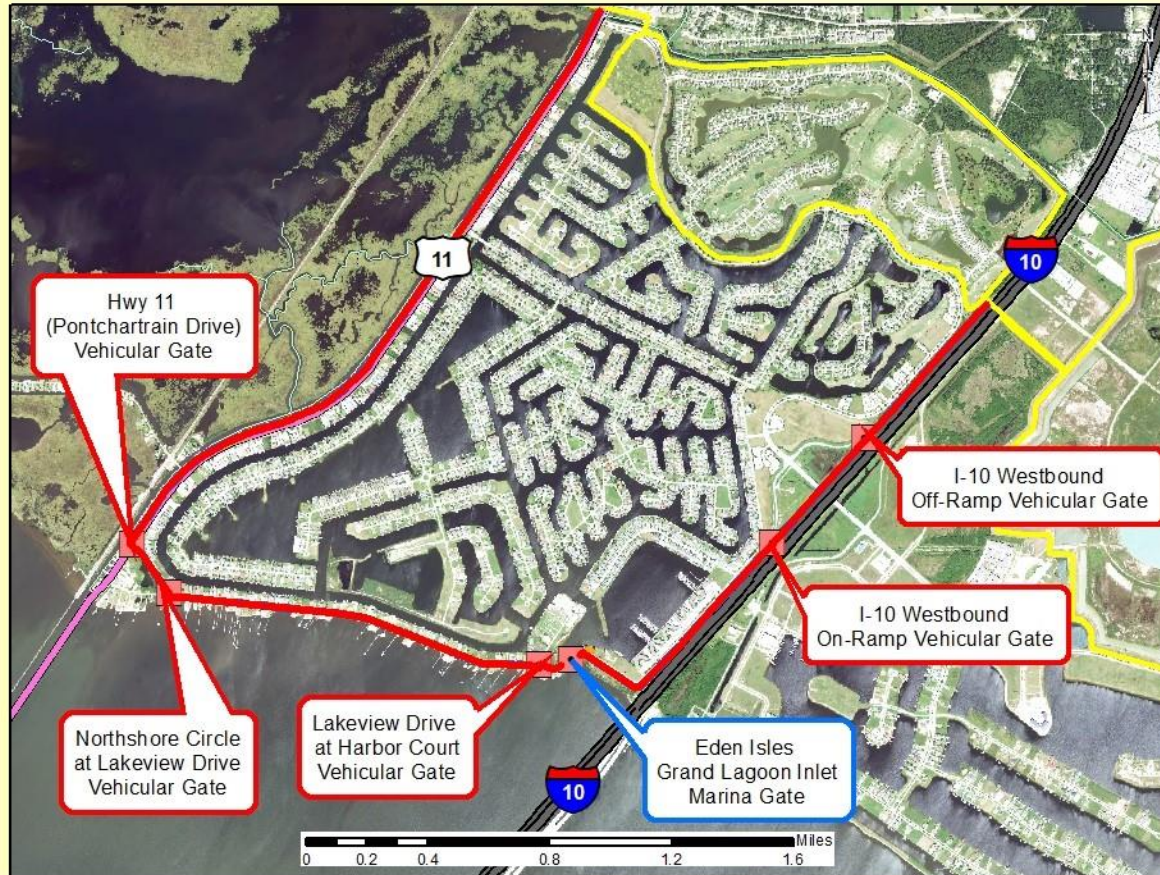 11
10
Hwy 11
(Pontchartrain Drive)
Vehicular Gate
I-10 Westbound
Off-Ramp Vehicular Gate
I-10 Westbound
On-Ramp Vehicular Gate
Northshore Circle
at Lakeview Drive
Vehicular Gate
Lakeview Drive
at Harbor Court
Vehicular Gate
Eden Isles
Grand Lagoon Inlet
Marina Gate
10
Miles
0 0.2 0.4 0.8 1.2 1.6